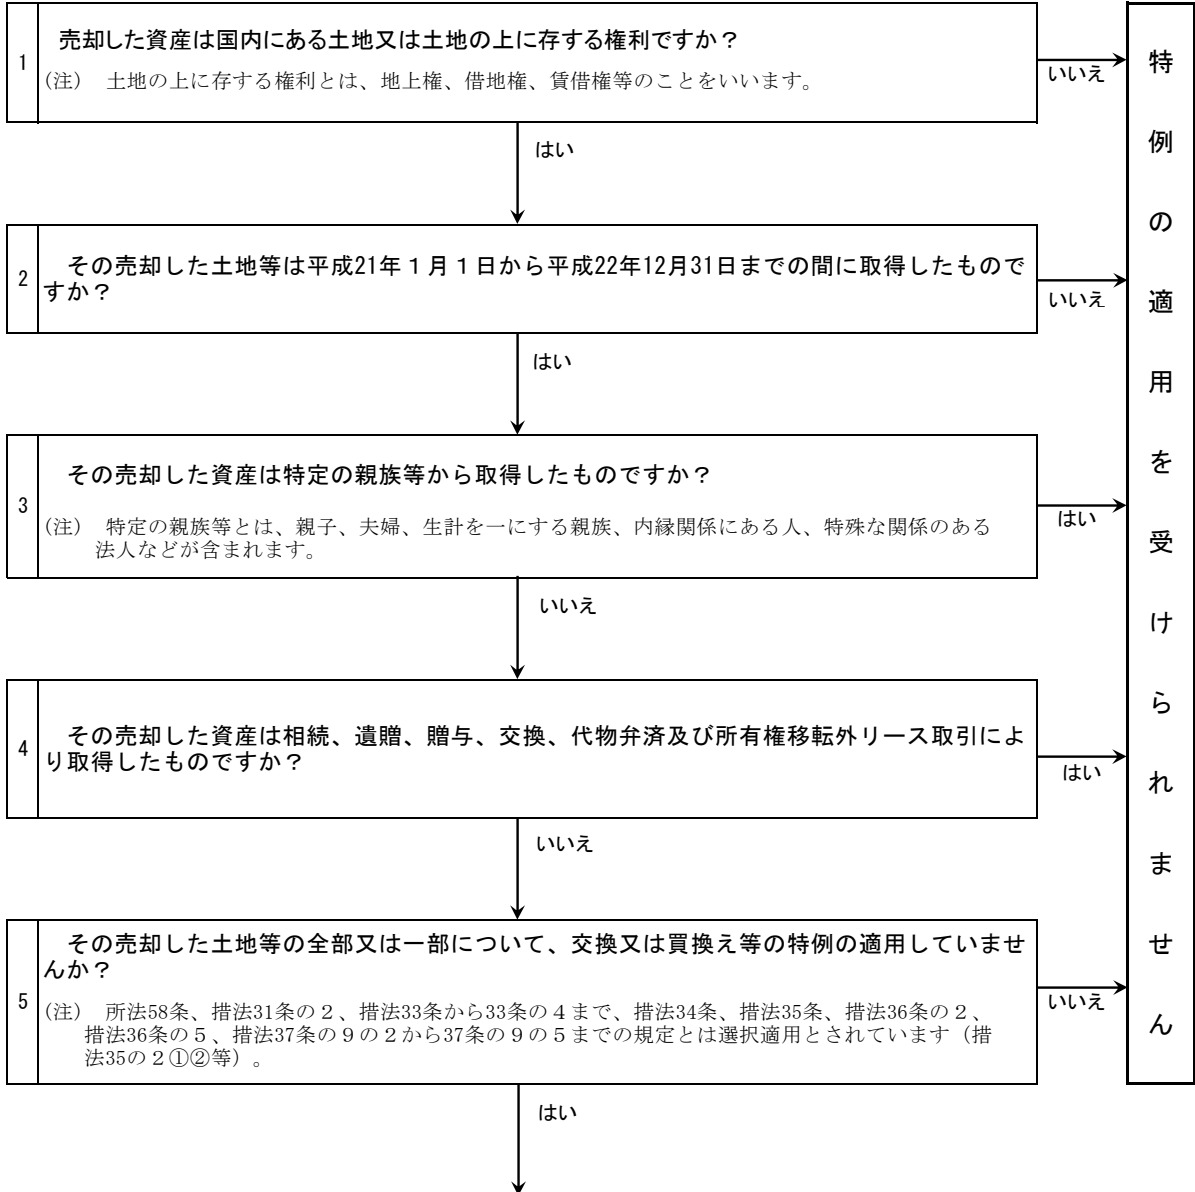 1
売却した資産は国内にある土地又は土地の上に存する権利ですか？
(注)　土地の上に存する権利とは、地上権、借地権、賃借権等のことをいいます。
いいえ
はい
2
その売却した土地等は平成21年１月１日から平成22年12月31日までの間に取得したもので
すか？
いいえ
はい
3
その売却した資産は特定の親族等から取得したものですか？
(注)　特定の親族等とは、親子、夫婦、生計を一にする親族、内縁関係にある人、特殊な関係のある
法人などが含まれます。
はい
いいえ
4
その売却した資産は相続、遺贈、贈与、交換、代物弁済及び所有権移転外リース取引によ
り取得したものですか？
はい
いいえ
5
その売却した土地等の全部又は一部について、交換又は買換え等の特例の適用していませ
んか？
(注)　所法58条、措法31条の２、措法33条から33条の４まで、措法34条、措法35条、措法36条の２、
措法36条の５、措法37条の９の２から37条の９の５までの規定とは選択適用とされています（措
法35の２①②等）。
いいえ
はい
特例の適用を受けられません